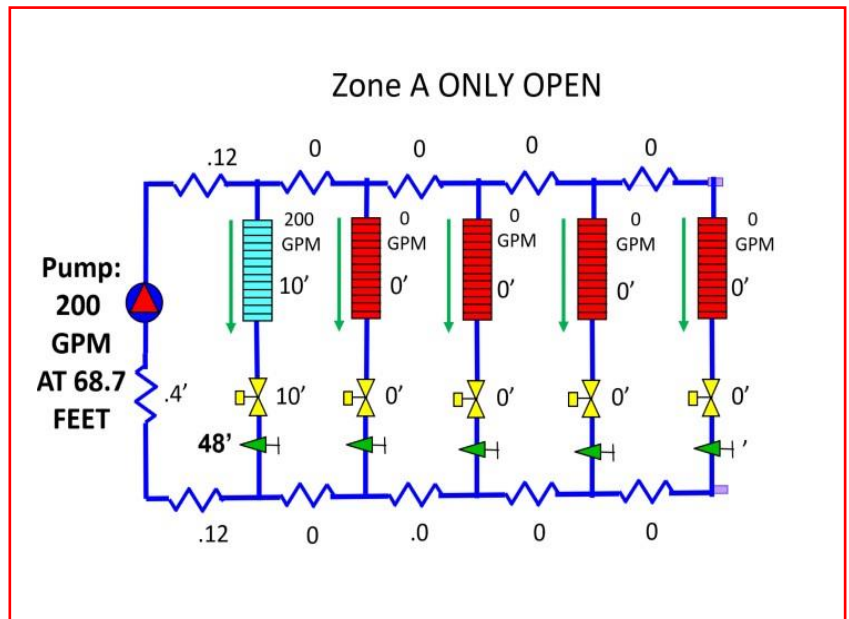 Zone A ONLY OPEN
.12
0
0
0
0
200
GPM
0
GPM
0
GPM
0
GPM
0
GPM
Pump:
200
GPM
AT 68.7
FEET
10’
0’
0’
0’
0’
.4’
10’
0’
0’
0’
0’
48’
’
.12
0
.0
0
0